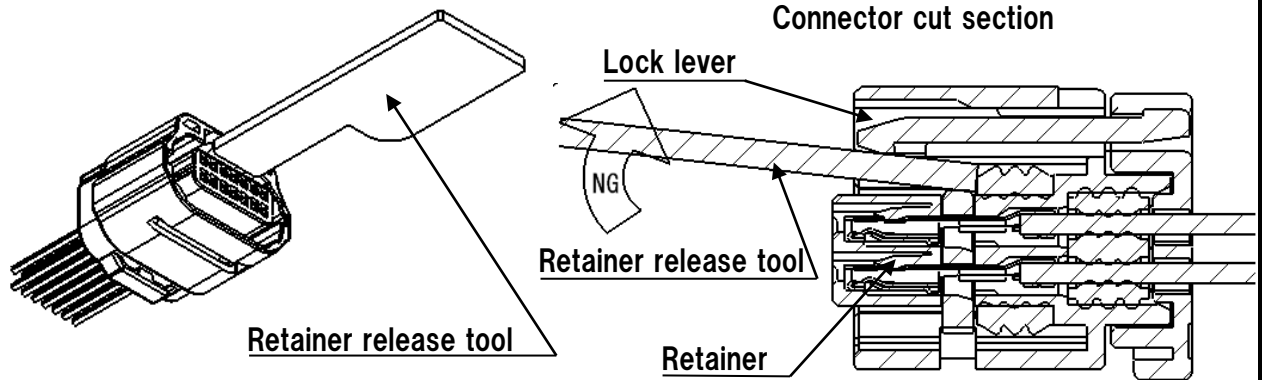 Connector cut section
Lock lever
NG
Retainer release tool
Retainer release tool
Retainer